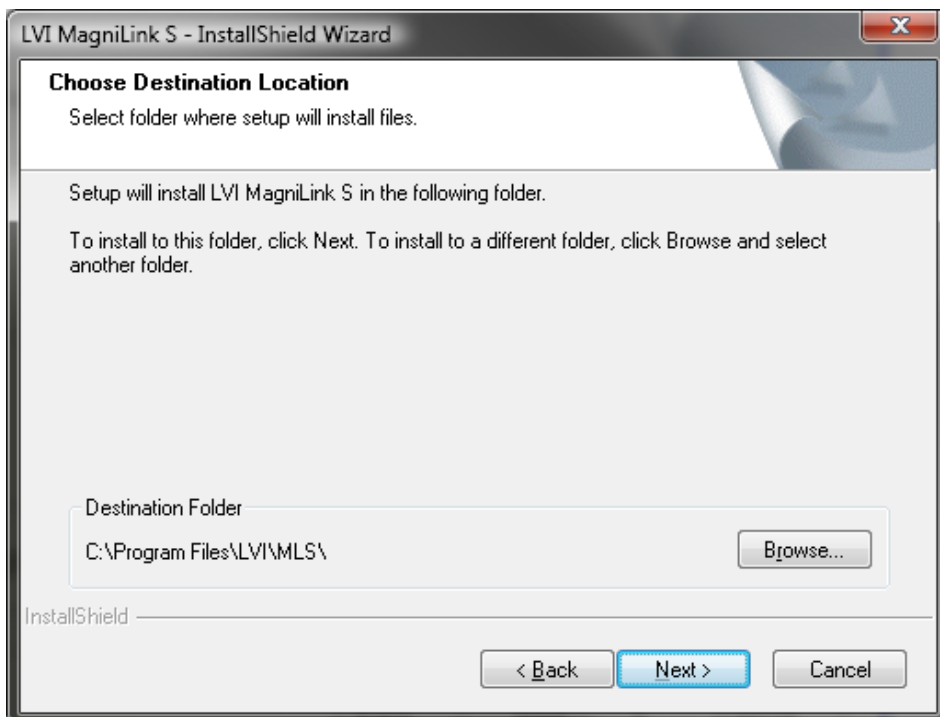 LVI MagniLink S - InstallShield Wizard
Choose Destination Location
Select folder where setup will install files.
Setup will install LVI MagniLink S in the following folder.
To install to this folder, click Next. To install to a different folder, click Browse and select
another folder.
Destination Folder
C:\Program Files\LVI\MLS\
Browse...
InstallShield
< Back
Next >
Cancel